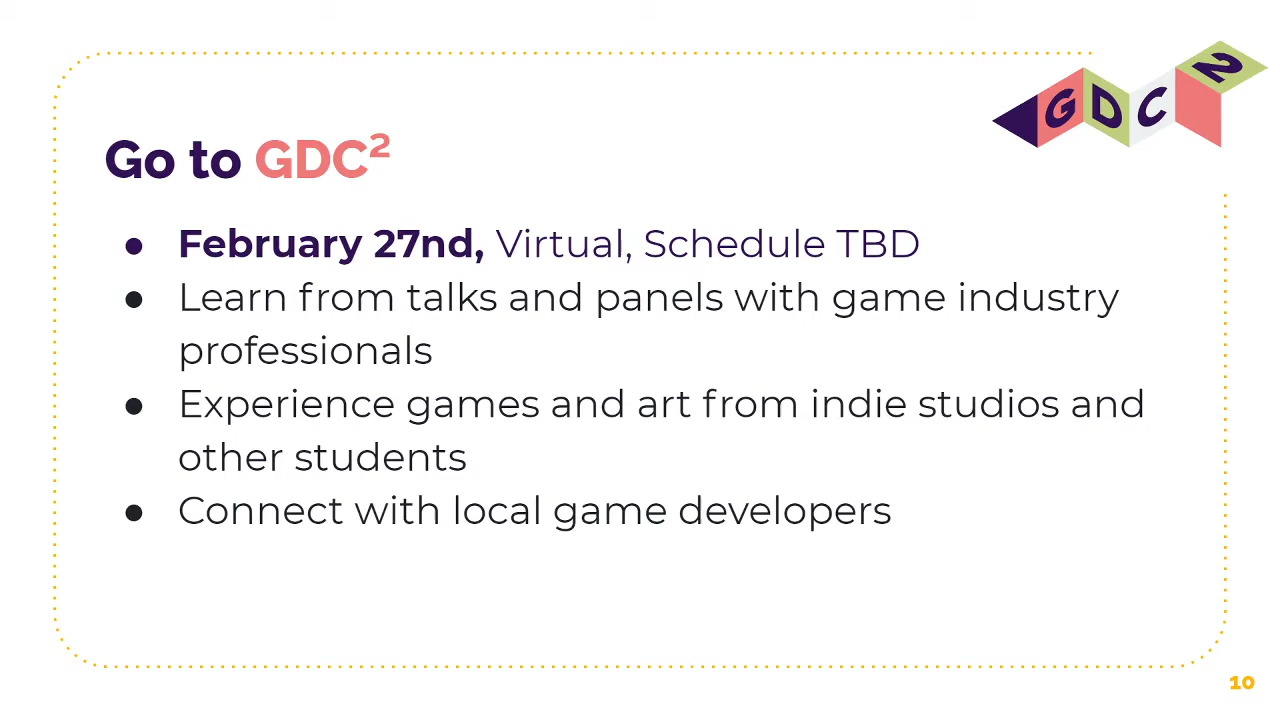 GDC2
Go to GDC²
● February 27nd, Virtual, Schedule TBD
● Learn from talks and panels with game industry
professionals
● Experience games and art from indie studios and
other students
● Connect with local game developers
10